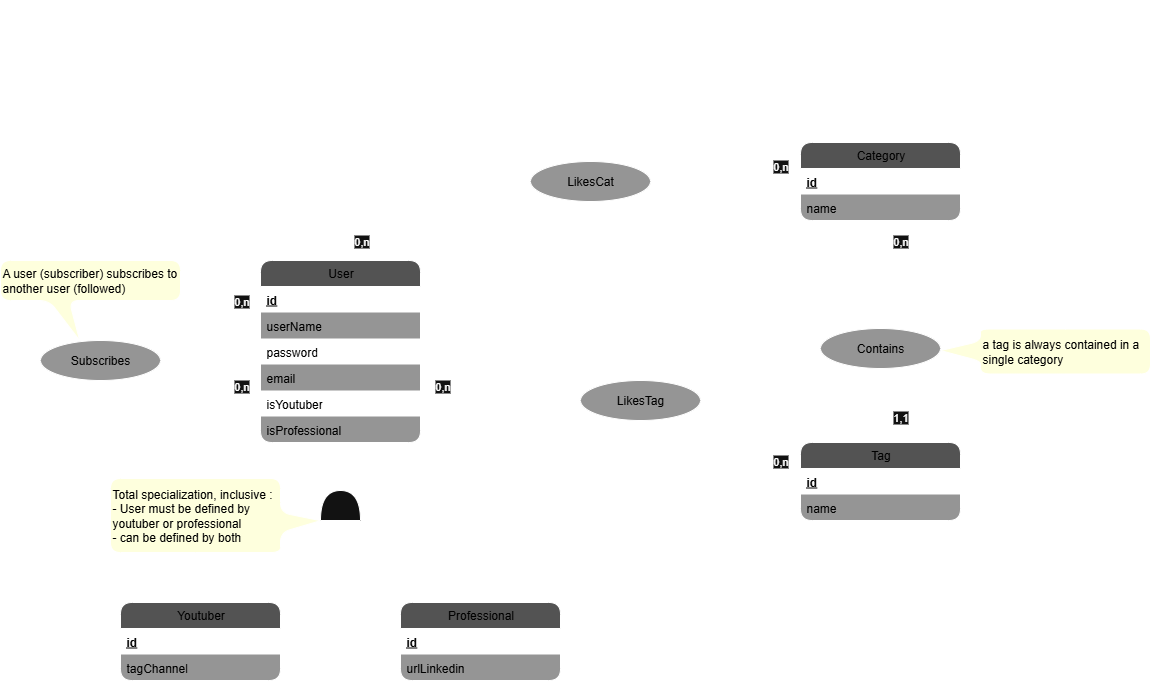 Category
LikesCat
0,n
id
name
0,n
0,n
A user (subscriber) subscribes to
another user (followed)
User
0,n
id
userName
password
email
isYoutuber
isProfessional
Subscribes
0,n
0,n
Contains
a tag is always contained in a
single category
LikesTag
1,1
Tag
0,n
id
name
Total specialization, inclusive :
- User must be defined by
youtuber or professional
- can be defined by both
Youtuber
id
tagChannel
Professional
id
urlLinkedin